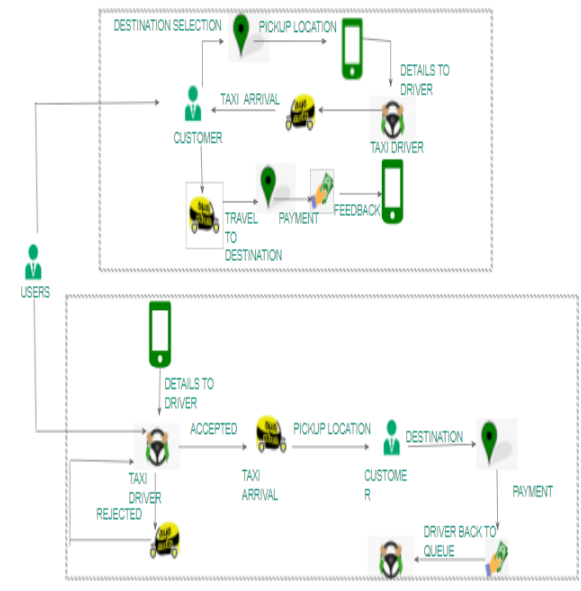 DESTINATION SELECTION
PICKUP LOCATION
DETAILS TO
DRIVER
TAXI ARRIVAL
CUSTOMER
TAXI DRIVER
TRAVEL
TO
DESTINATION
PAYMENT
FEEDBACK
USERS
DETAILS TO
DRIVER
ACCEPTED
PICKUP LOCATION
DESTINATION
TAXI
DRIVER
TAXI
ARRIVAL
CUSTOME
R
PAYMENT
REJECTED
DRIVER BACK TO
QUEUE